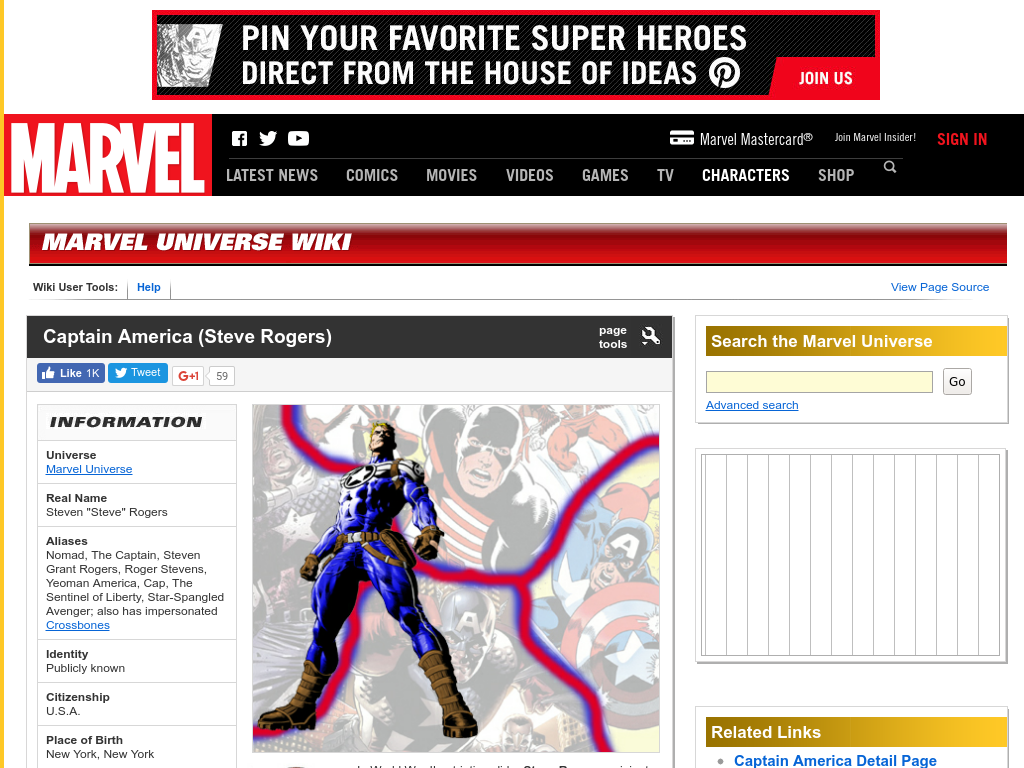 PIN YOUR FAVORITE SUPER HEROES
DIRECT FROM THE HOUSE OF IDEAS
JOIN US
MARVEL
Marvel Mastercard®
Join Marvel Insider!
SIGN IN
LATEST NEWS
COMICS
MOVIES
VIDEOS
GAMES
TV
CHARACTERS
SHOP
MARVEL UNIVERSE WIKI
Wiki User Tools:
Help
View Page Source
Captain America (Steve Rogers)
page
tools
Like 1K
Tweet
G+1
59
INFORMATION
Universe
Marvel Universe
Real Name
Steven "Steve" Rogers
Aliases
Nomad, The Captain, Steven
Grant Rogers, Roger Stevens,
Yeoman America, Cap, The
Sentinel of Liberty, Star-Spangled
Avenger; also has impersonated
Crossbones
Identity
Publicly known
Citizenship
U.S.A.
Place of Birth
New York, New York
Search the Marvel Universe
Go
Advanced search
Related Links
Captain America Detail Page